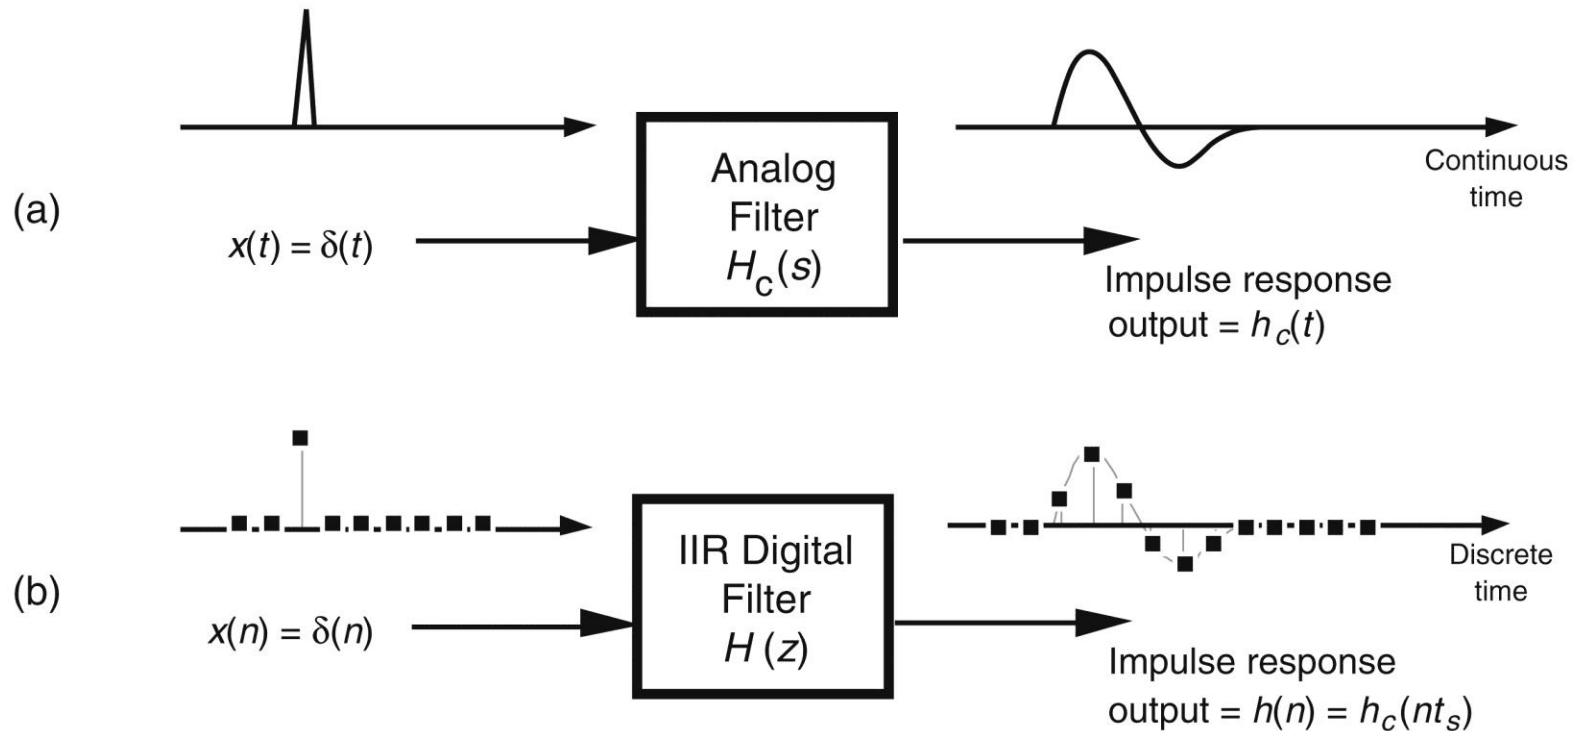 (a)
x(t) = δ(t)
Analog
Filter
H_c(s)
Continuous
time
Impulse response
output = h_c(t)
(b)
x(n) = δ(n)
IIR Digital
Filter
H (z)
Discrete
time
Impulse response
output = h(n) = h_c(nt_s)